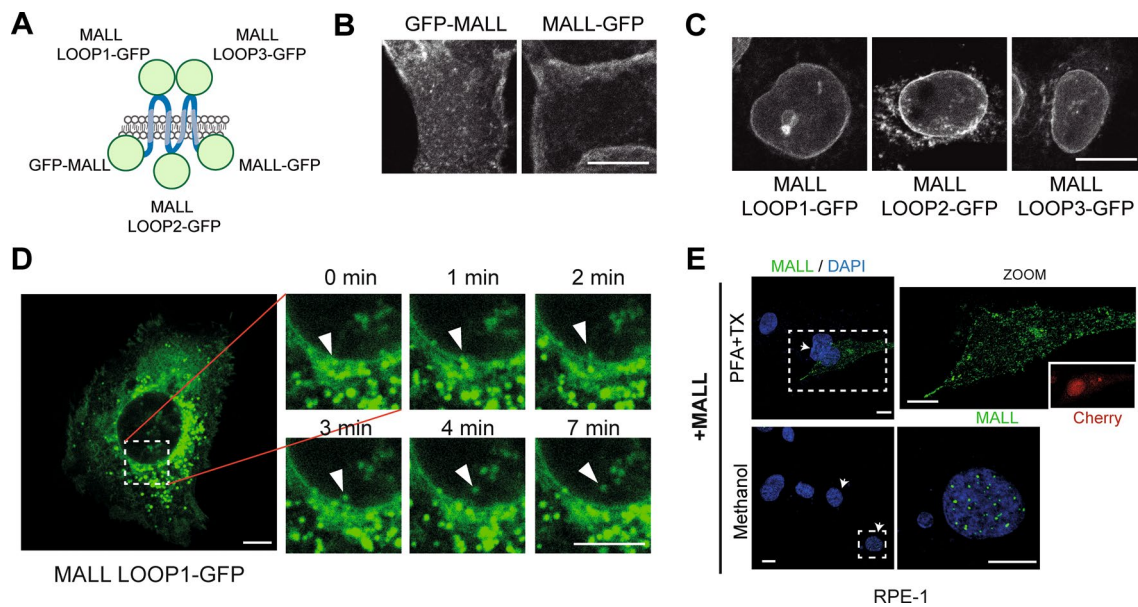 A
MALL
LOOP1-GFP
MALL
LOOP3-GFP
GFP-MALL
MALL-GFP
MALL
LOOP2-GFP
B
GFP-MALL
MALL-GFP
C
MALL
LOOP1-GFP
MALL
LOOP2-GFP
MALL
LOOP3-GFP
D
0 min
1 min
2 min
3 min
4 min
7 min
MALL LOOP1-GFP
E
MALL / DAPI
ZOOM
+MALL
PFA+TX
Cherry
MALL
Methanol
RPE-1